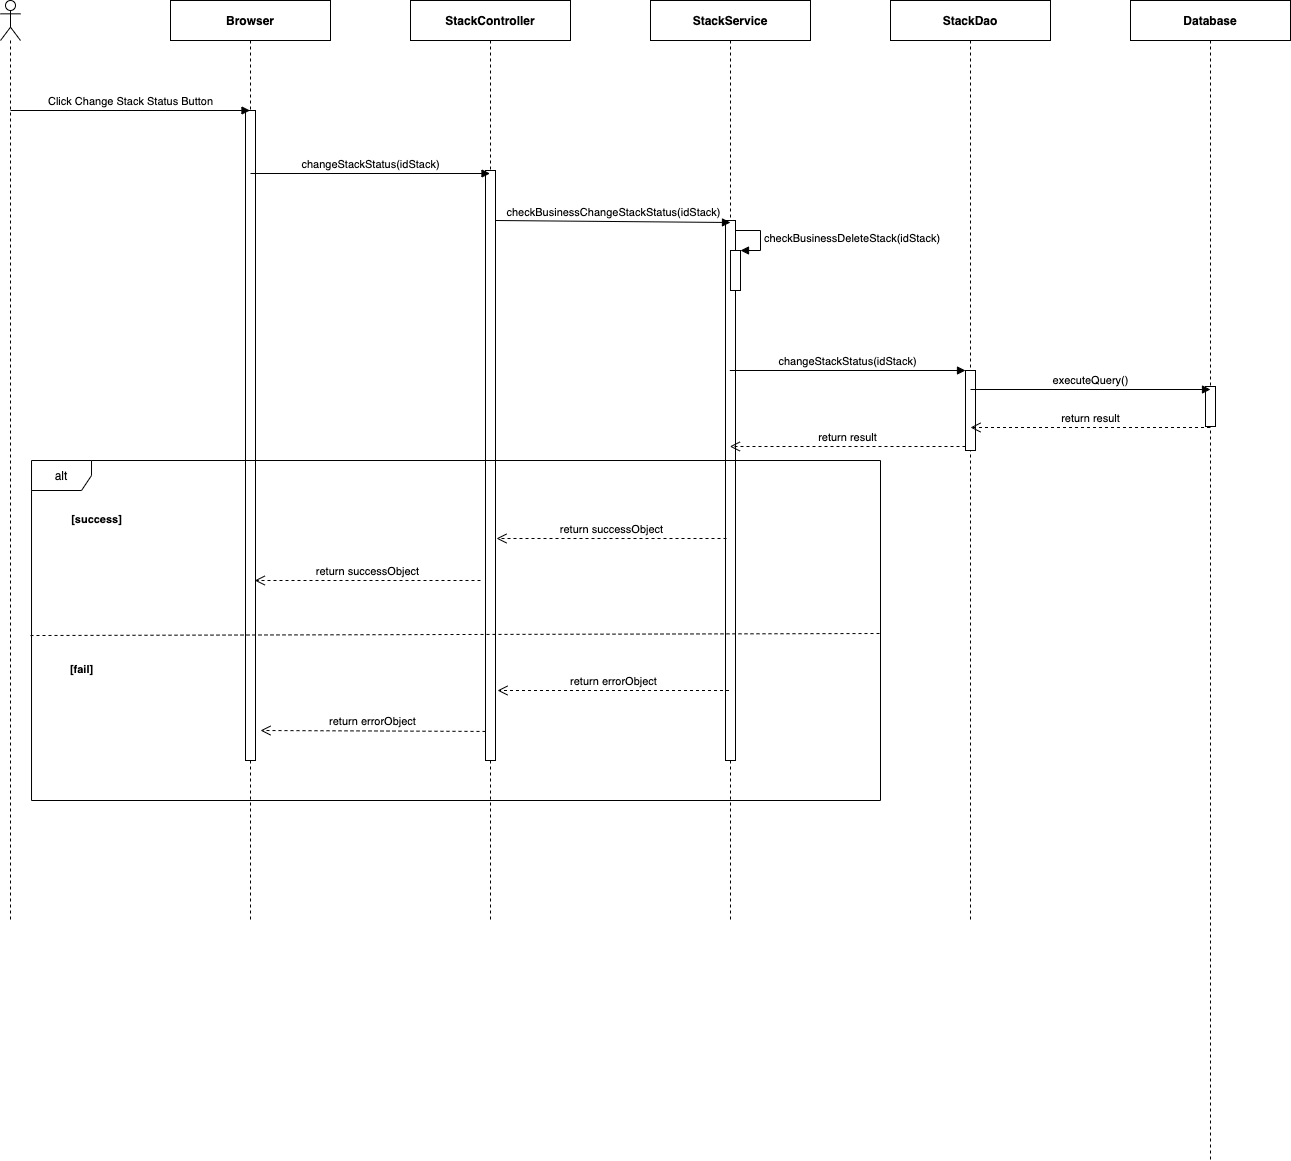 Browser
StackController
StackService
StackDao
Database
Click Change Stack Status Button
changeStackStatus(idStack)
checkBusinessChangeStackStatus(idStack)
checkBusinessDeleteStack(idStack)
changeStackStatus(idStack)
executeQuery()
return result
return result
alt
[success]
return successObject
return successObject
[fail]
return errorObject
return errorObject